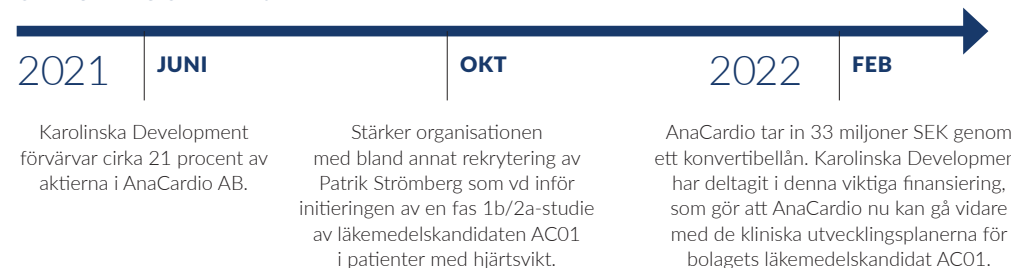 2021 JUNI OKT 2022 FEB
Karolinska Development
förvärvar cirka 21 procent av
aktierna i AnaCardio AB.
Stärker organisationen
med bland annat rekrytering av
Patrik Strömberg som vd inför
initieringen av en fas 1b/2a-studie
av läkemedelskandidaten AC01
i patienter med hjärtsvikt.
AnaCardio tar in 33 miljoner SEK genom
ett konvertibellån. Karolinska Developmen
har deltagit i denna viktiga finansiering,
som gör att AnaCardio nu kan gå vidare
med de kliniska utvecklingsplanerna för
bolagets läkemedelskandidat AC01.